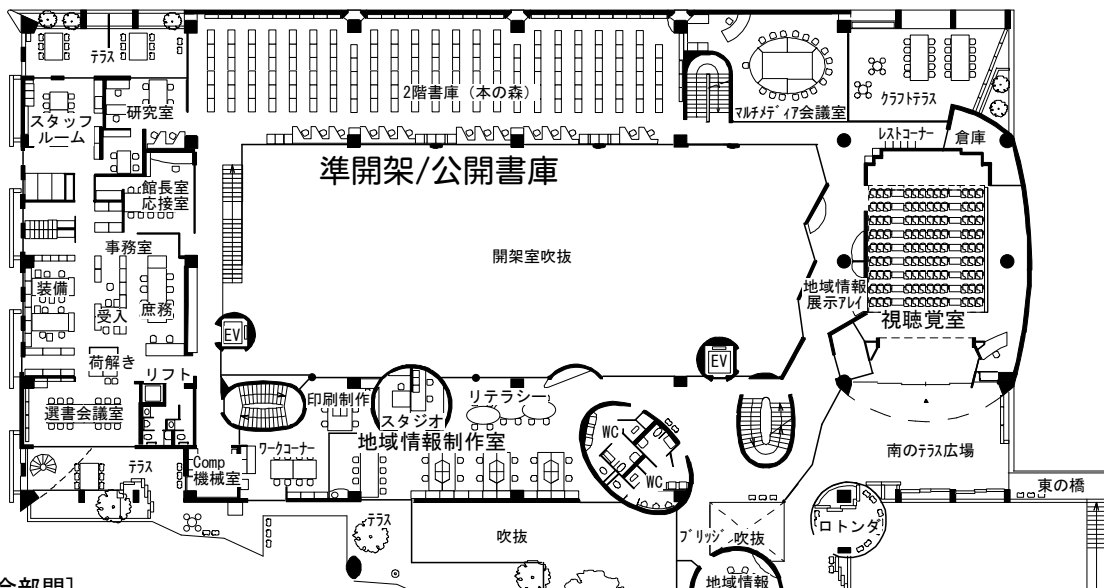 テラス
2階書庫（本の森）
スタッフ
ルーム
研究室
ﾏﾙﾁﾒﾃﾞｨｱ会議室
ｸﾗﾌﾄﾃﾗｽ
ﾚｽﾄｺｰﾅｰ
倉庫
準開架/公開書庫
館長室
応接室
事務室
開架室吹抜
装備
受入
庶務
地域情報
展示ｱﾚｲ
視聴覚室
EV
EV
荷解き
リフト
選書会議室
印刷制作
スタジオ
リテラシー
地域情報制作室
ﾜｰｸｺｰﾅｰ
WC
WC
テラス
Comp
機械室
南のﾃﾗｽ広場
東の橋
ﾃﾗｽ
吹抜
ﾌﾞﾘｯｼﾞ
吹抜
ロトンダ
地域情報
合部門]